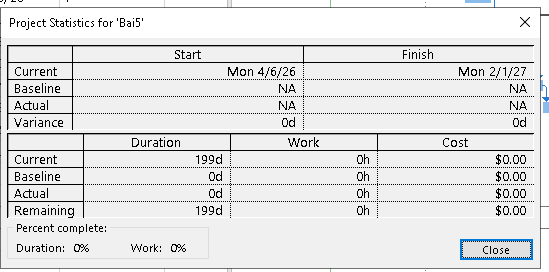 Project Statistics for 'Bai5'
Start Finish
Current Mon 4/6/26 Mon 2/1/27
Baseline NA NA
Actual NA NA
Variance 0d 0d
Duration Work Cost
Current 199d 0h $0.00
Baseline 0d 0h $0.00
Actual 0d 0h $0.00
Remaining 199d 0h $0.00
Percent complete:
Duration: 0% Work: 0%
Close